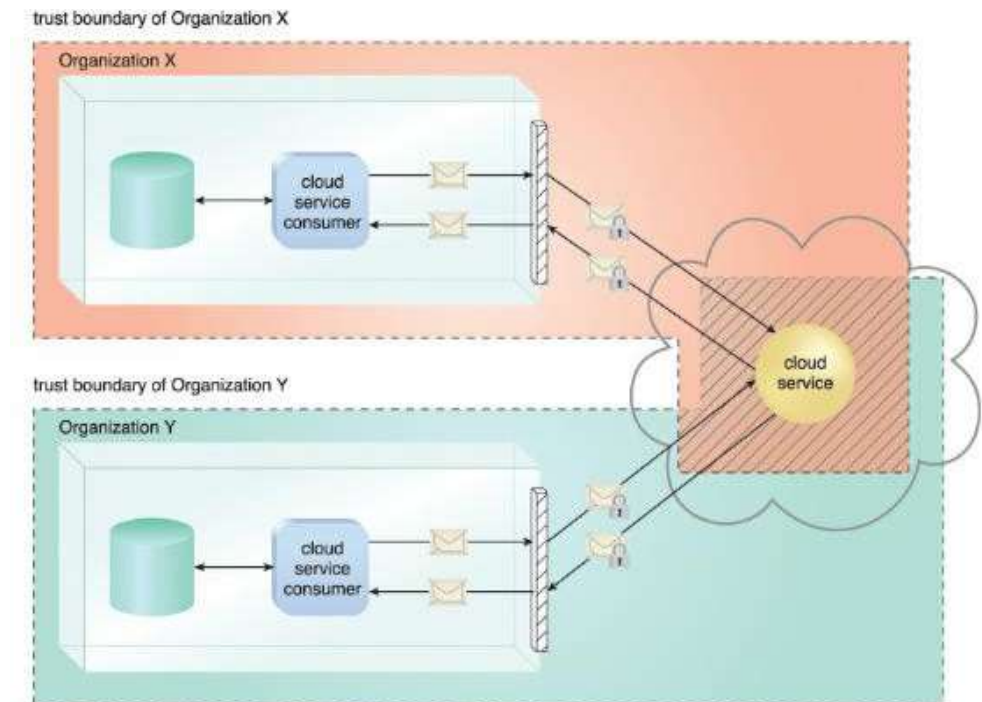 trust boundary of Organization X
Organization X
cloud
service
consumer
cloud
service
trust boundary of Organization Y
Organization Y
cloud
service
consumer